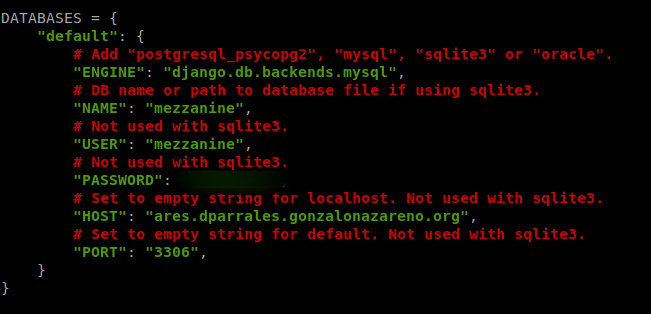 DATABASES = {
    "default": {
        # Add "postgresql_psycopg2", "mysql", "sqlite3" or "oracle".
        "ENGINE": "django.db.backends.mysql",
        # DB name or path to database file if using sqlite3.
        "NAME": "mezzanine",
        # Not used with sqlite3.
        "USER": "mezzanine",
        # Not used with sqlite3.
        "PASSWORD":
        # Set to empty string for localhost. Not used with sqlite3.
        "HOST": "ares.dparrales.gonzalonazareno.org",
        # Set to empty string for default. Not used with sqlite3.
        "PORT": "3306",
    }
}